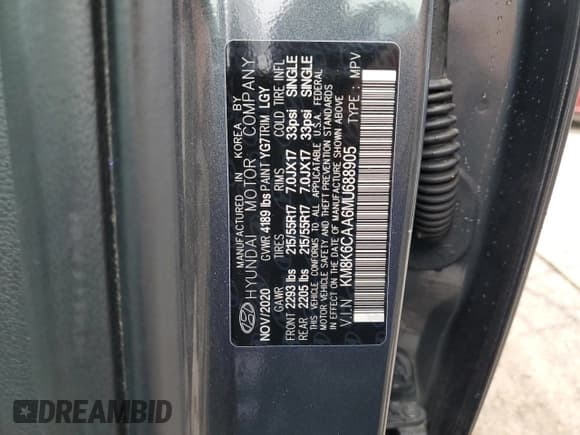 MANUFACTURED IN KOREA BY
HYUNDAI MOTOR COMPANY
NOV/2020 GVWR 4189 lbs PAINT YG7 TRIM LGY
GAWR TIRES RIMS COLD TIRE INFL
FRONT 2293 lbs 215/55R17 7.0JX17 33psi SINGLE
REAR 2205 lbs 215/55R17 7.0JX17 33psi SINGLE
THIS VEHICLE CONFORMS TO ALL APPLICABLE U.S.A. FEDERAL
MOTOR VEHICLE SAFETY AND THEFT PREVENTION STANDARDS
IN EFFECT ON THE DATE OF MANUFACTURE SHOWN ABOVE.
V.I.N : KM8K6CAA6MU688905 TYPE : MPV
DREAMBID